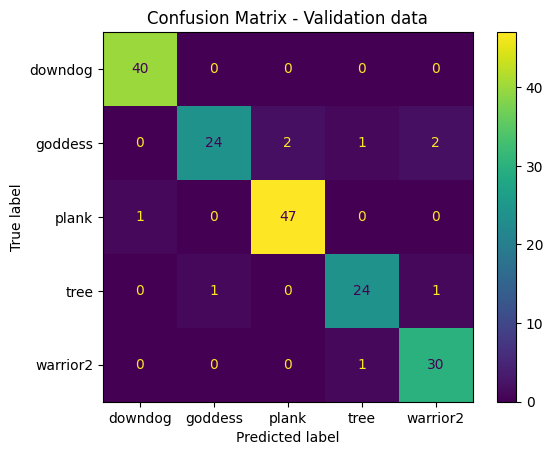 Confusion Matrix - Validation data
downdog 40 0 0 0 0
goddess 0 24 2 1 2
plank 1 0 47 0 0
tree 0 1 0 24 1
warrior2 0 0 0 1 30
downdog goddess plank tree warrior2
Predicted label
True label
40
30
20
10
0